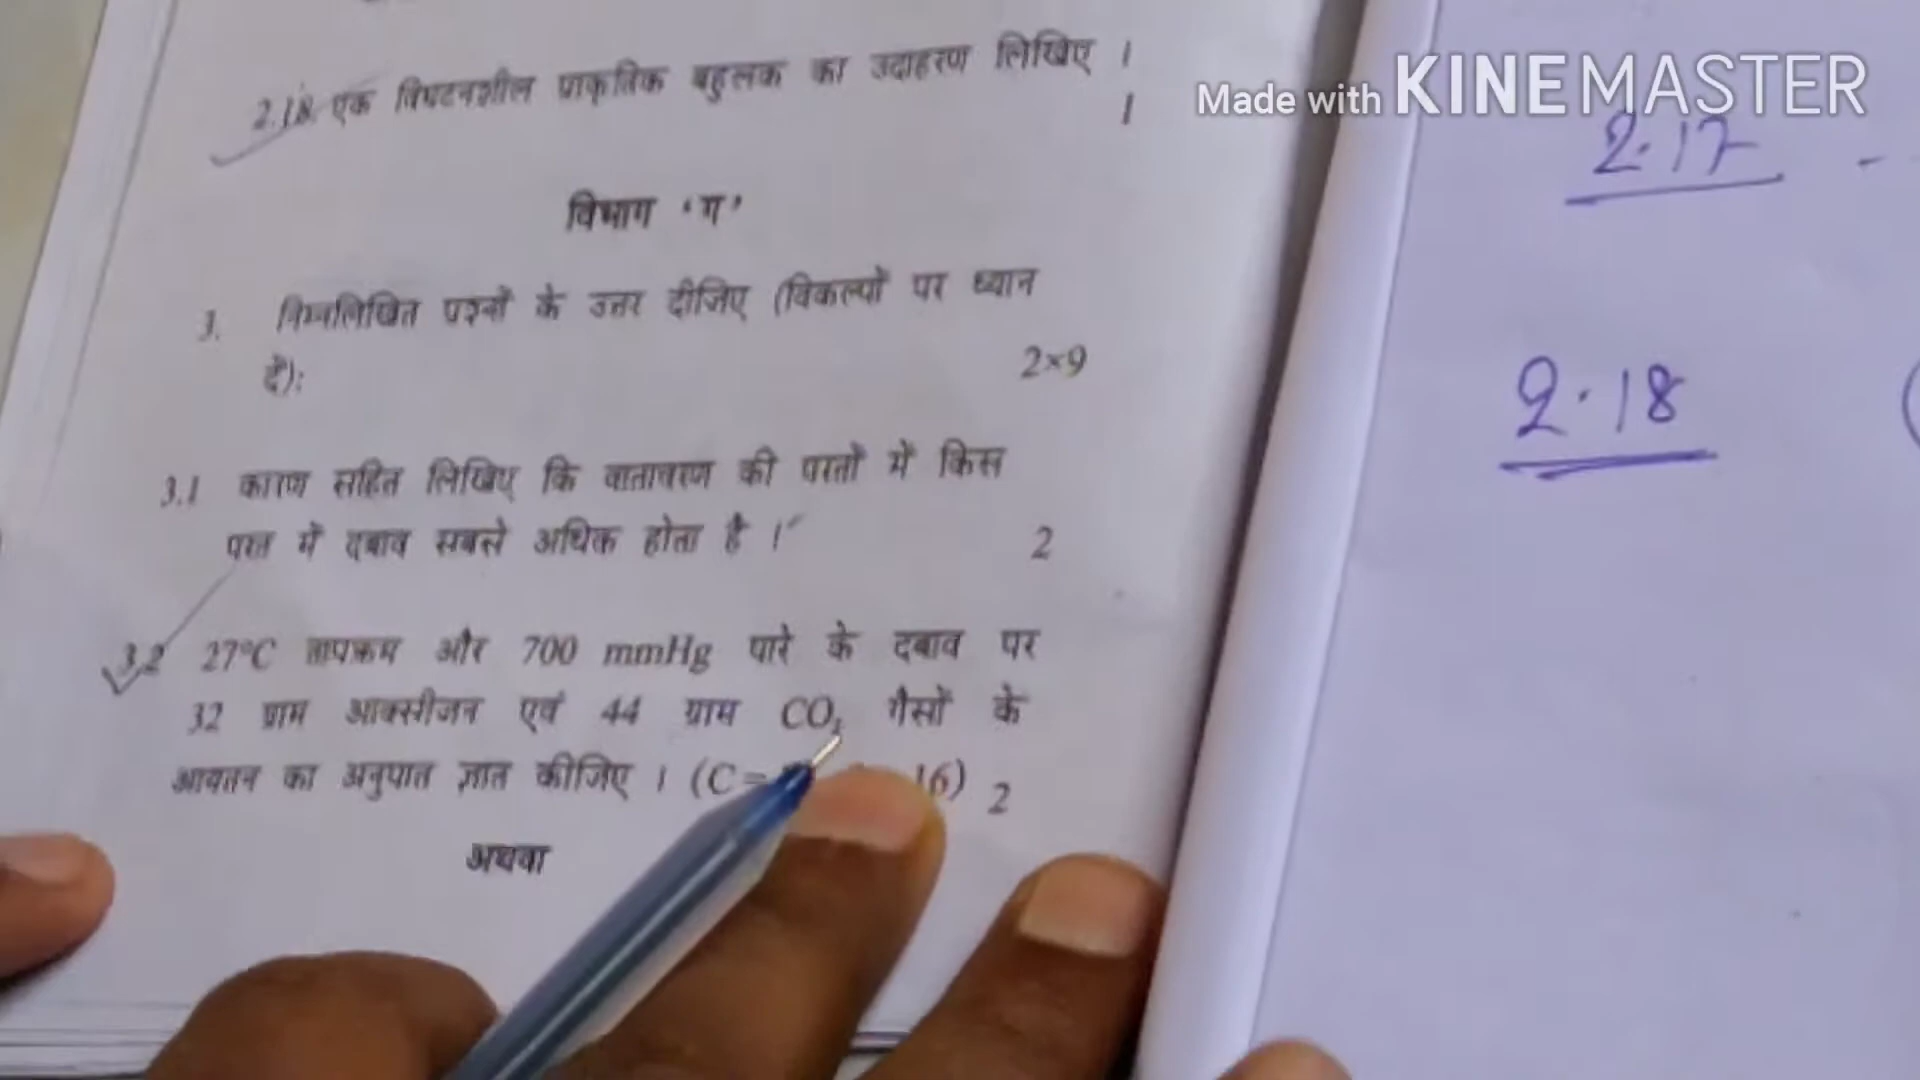 2.18 एक विघटनशील प्राकृतिक बहुलक का उदाहरण लिखिए ।
1
Made with KINEMASTER
2.17 -
विभाग 'ग'
3. निम्नलिखित प्रश्नों के उत्तर दीजिए (विकल्पों पर ध्यान
दें):
2×9
2.18
3.1 कारण सहित लिखिए कि वातावरण की परतों में किस
परत में दबाव सबसे अधिक होता है ।
2
3.2 27°C तापक्रम और 700 mmHg पारे के दबाव पर
32 ग्राम आक्सीजन एवं 44 ग्राम CO₂ गैसों के
आयतन का अनुपात ज्ञात कीजिए । (C= 16) 2
अथवा